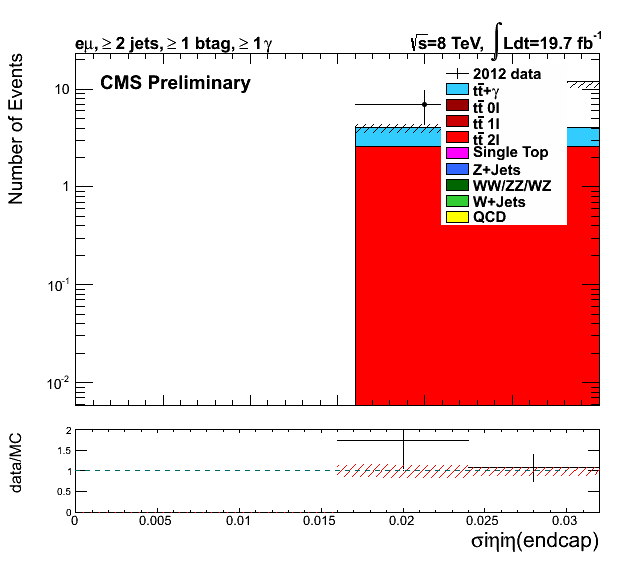 eμ, ≥ 2 jets, ≥ 1 btag, ≥ 1 γ
√s=8 TeV, ∫ Ldt=19.7 fb⁻¹
CMS Preliminary
Number of Events
10
1
10⁻¹
10⁻²
2012 data
tt̄+γ
tt̄ 0l
tt̄ 1l
tt̄ 2l
Single Top
Z+Jets
WW/ZZ/WZ
W+Jets
QCD
data/MC
2
1.5
1
0.5
0
0 0.005 0.01 0.015 0.02 0.025 0.03
σiηiη(endcap)